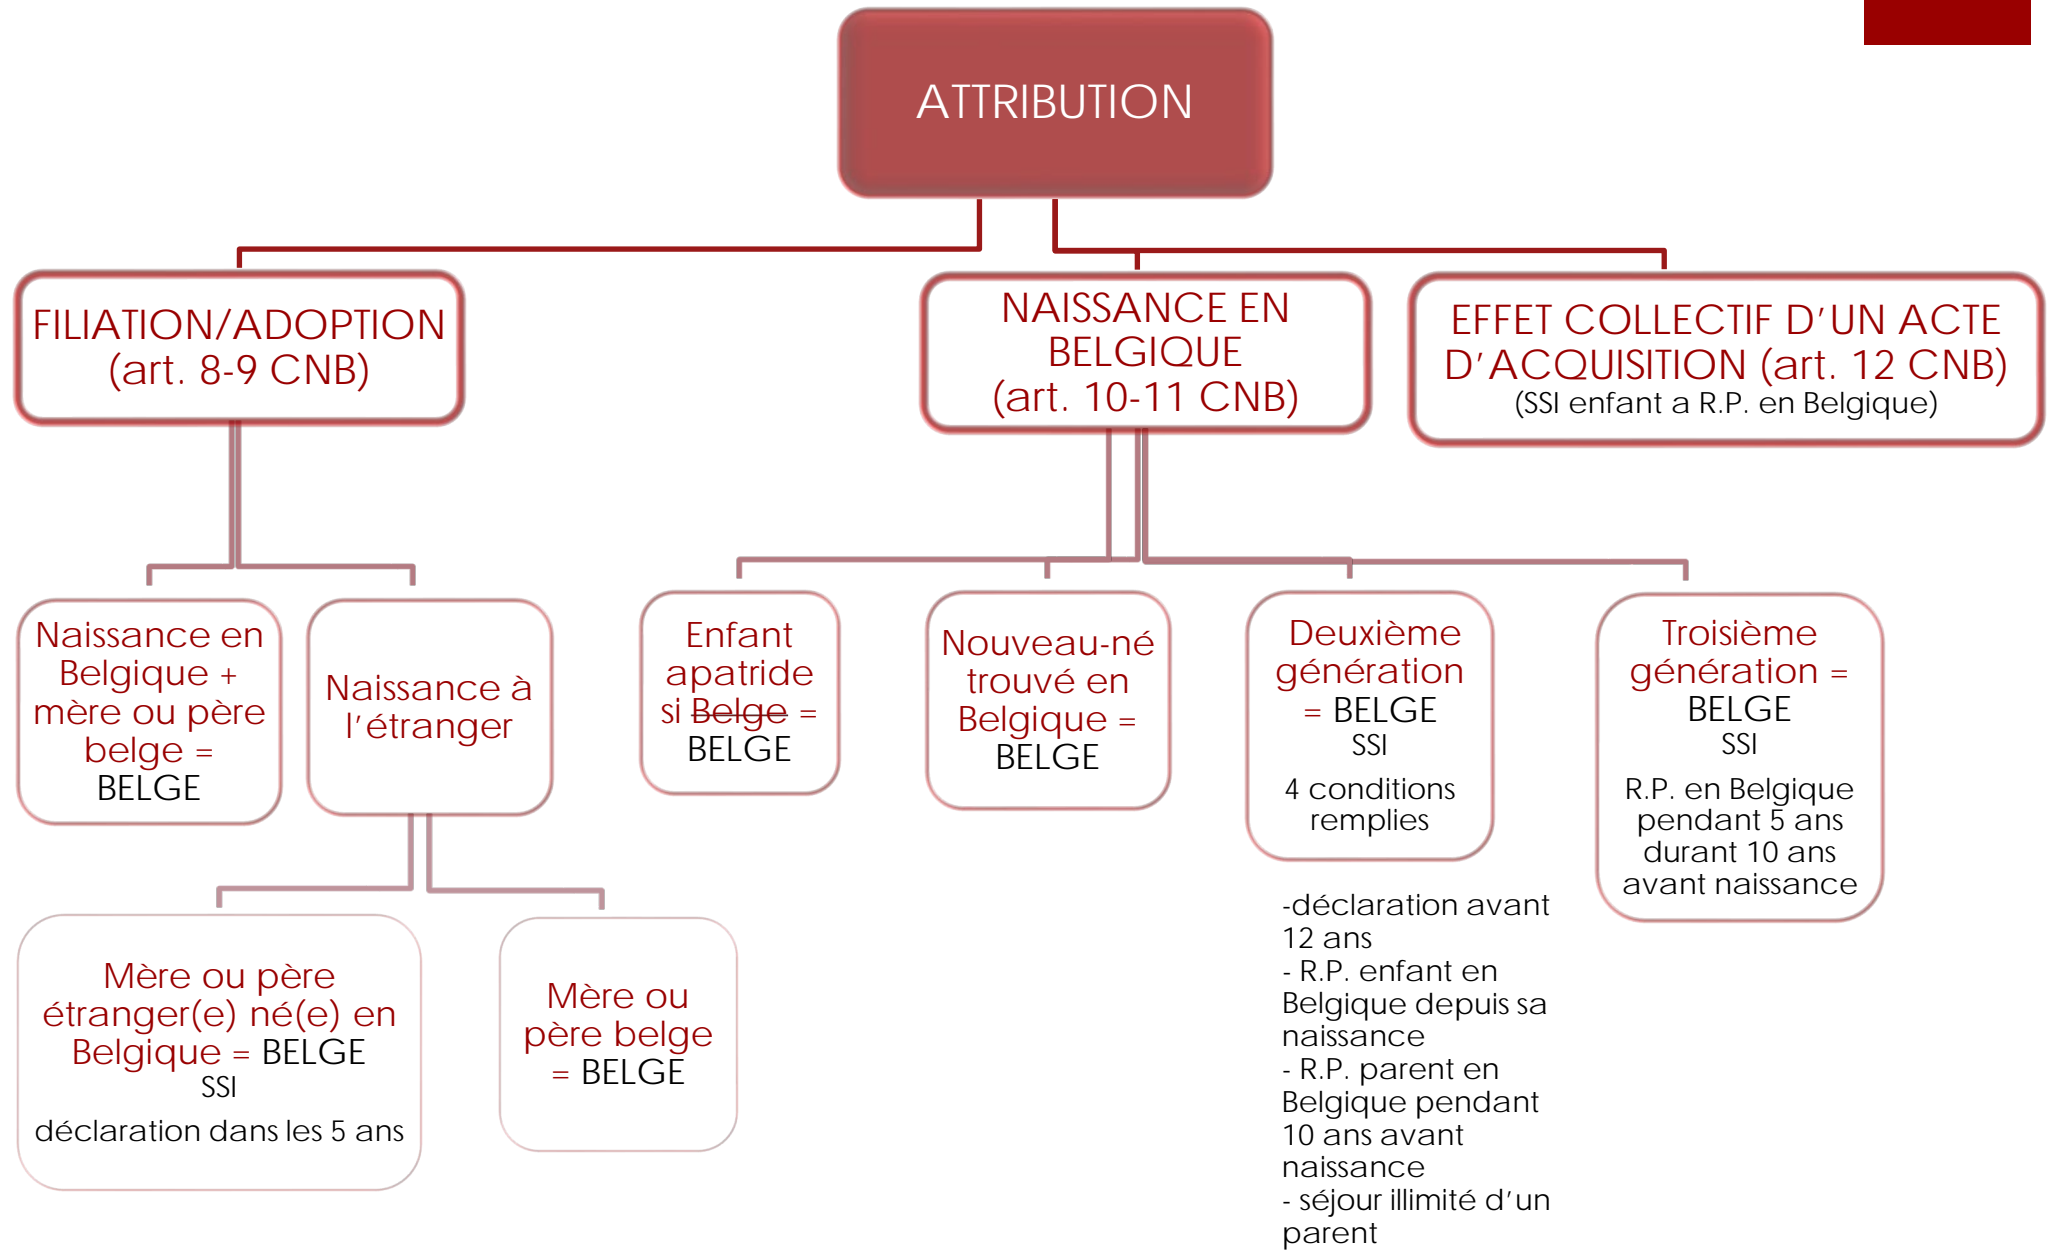 ATTRIBUTION
FILIATION/ADOPTION
(art. 8-9 CNB)
NAISSANCE EN
BELGIQUE
(art. 10-11 CNB)
EFFET COLLECTIF D’UN ACTE
D’ACQUISITION (art. 12 CNB)
(SSI enfant a R.P. en Belgique)
Naissance en
Belgique +
mère ou père
belge =
BELGE
Naissance à
l’étranger
Enfant
apatride
si Belge =
BELGE
Nouveau-né
trouvé en
Belgique =
BELGE
Deuxième
génération
= BELGE
SSI
4 conditions
remplies
Troisième
génération =
BELGE
SSI
R.P. en Belgique
pendant 5 ans
durant 10 ans
avant naissance
Mère ou père
étranger(e) né(e) en
Belgique = BELGE
SSI
déclaration dans les 5 ans
Mère ou
père belge
= BELGE
-déclaration avant
12 ans
- R.P. enfant en
Belgique depuis sa
naissance
- R.P. parent en
Belgique pendant
10 ans avant
naissance
- séjour illimité d’un
parent